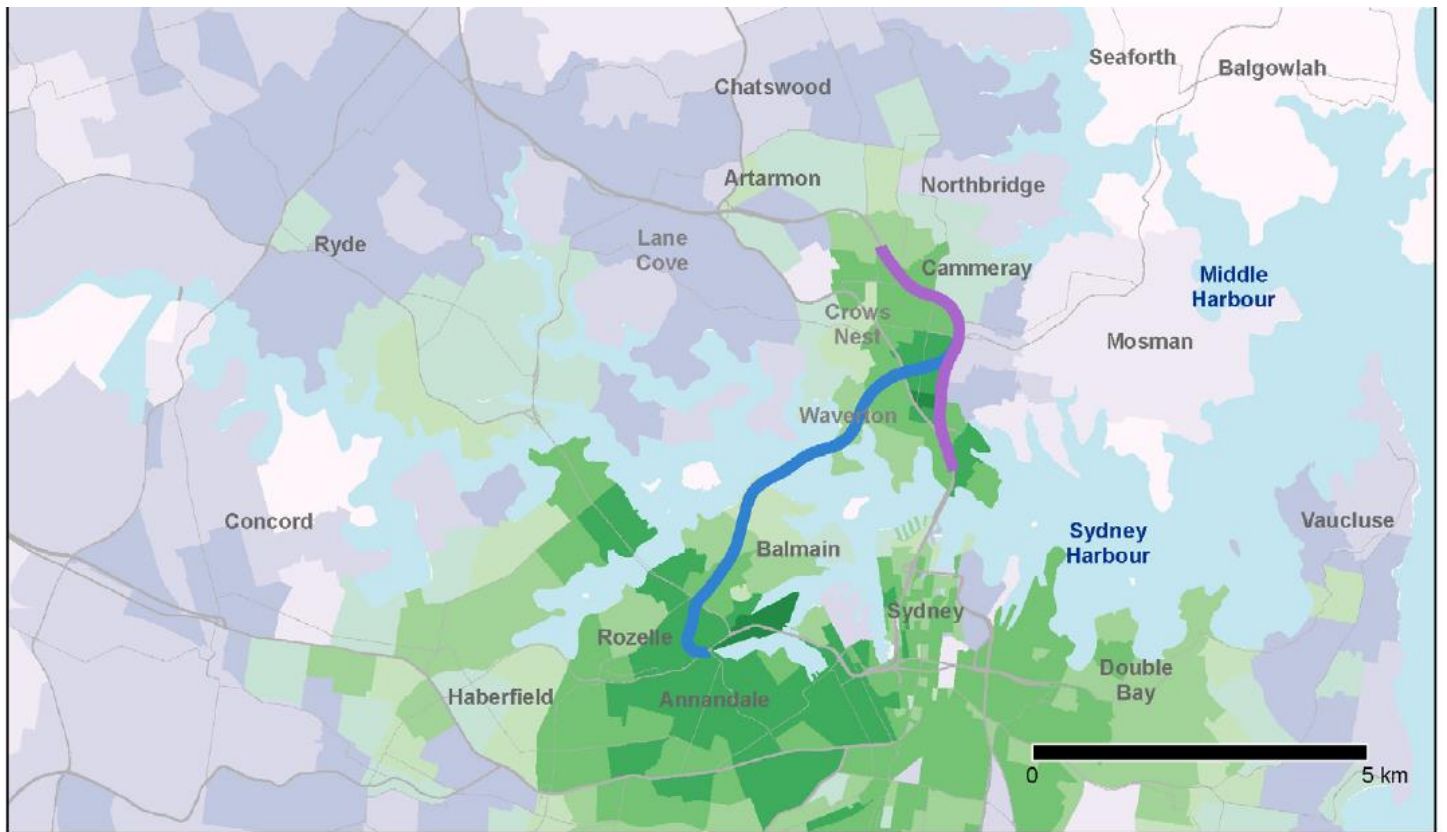 Seaforth
Balgowlah
Chatswood
Artarmon
Northbridge
Ryde
Lane
Cove
Cammeray
Middle
Harbour
Crows
Nest
Mosman
Waverton
Concord
Vaucluse
Sydney
Harbour
Balmain
Sydney
Rozelle
Haberfield
Annandale
Double
Bay
0 5 km